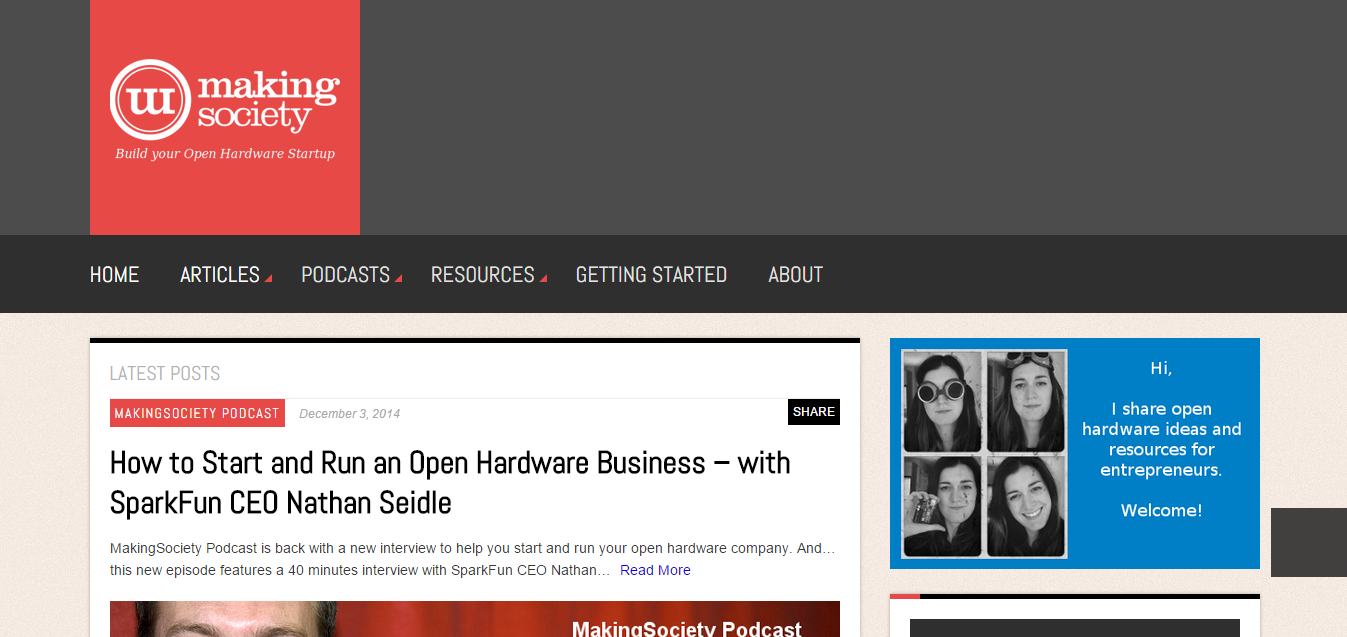 making
society
Build your Open Hardware Startup
HOME ARTICLES PODCASTS RESOURCES GETTING STARTED ABOUT
LATEST POSTS
MAKINGSOCIETY PODCAST December 3, 2014 SHARE
How to Start and Run an Open Hardware Business – with
SparkFun CEO Nathan Seidle
MakingSociety Podcast is back with a new interview to help you start and run your open hardware company. And…
this new episode features a 40 minutes interview with SparkFun CEO Nathan… Read More
MakingSociety Podcast
Hi,
I share open
hardware ideas and
resources for
entrepreneurs.
Welcome!